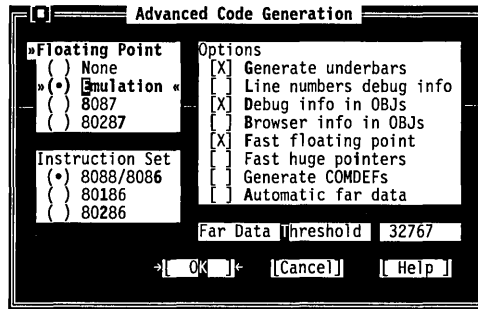 Advanced Code Generation
»Floating Point
( ) None
»(•) Emulation «
( ) 8087
( ) 80287
Instruction Set
(•) 8088/8086
( ) 80186
( ) 80286
Options
[X] Generate underbars
[ ] Line numbers debug info
[X] Debug info in OBJs
[ ] Browser info in OBJs
[X] Fast floating point
[ ] Fast huge pointers
[ ] Generate COMDEFs
[ ] Automatic far data
Far Data Threshold 32767
→[ OK ]← [Cancel] [ Help ]